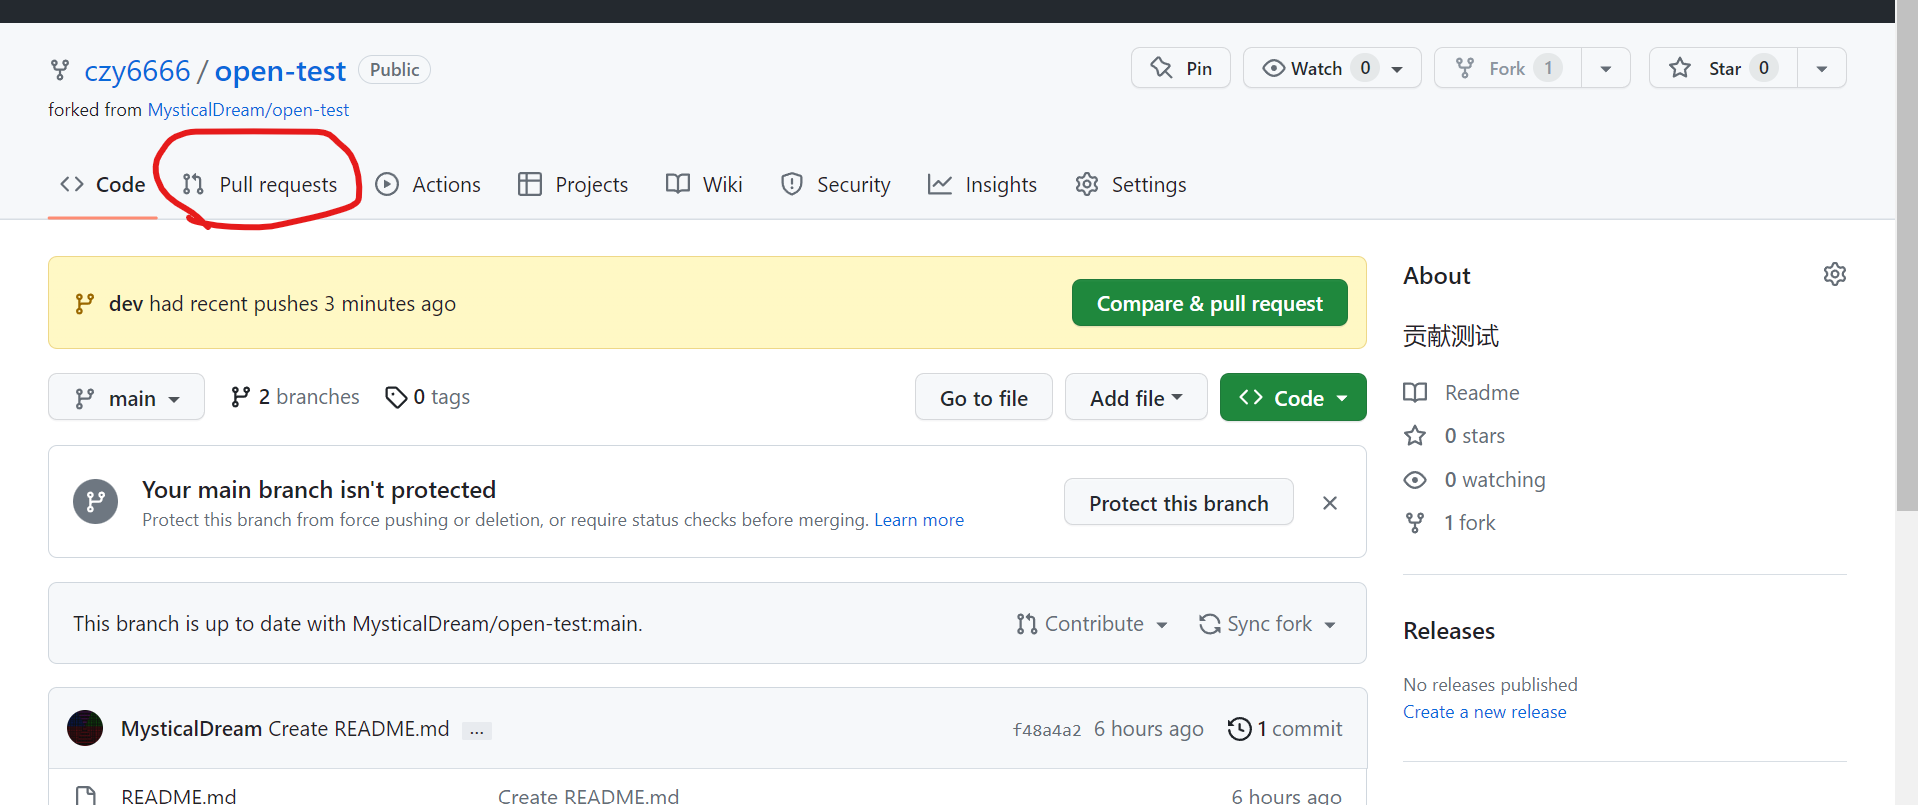 czy6666 / open-test Public
Pin Watch 0 Fork 1 Star 0
forked from MysticalDream/open-test
Code Pull requests Actions Projects Wiki Security Insights Settings
dev had recent pushes 3 minutes ago Compare & pull request
main 2 branches 0 tags Go to file Add file Code
Your main branch isn't protected
Protect this branch from force pushing or deletion, or require status checks before merging. Learn more
Protect this branch
This branch is up to date with MysticalDream/open-test:main. Contribute Sync fork
MysticalDream Create README.md ... f48a4a2 6 hours ago 1 commit
README.md Create README.md 6 hours ago
About
贡献测试
Readme
0 stars
0 watching
1 fork
Releases
No releases published
Create a new release